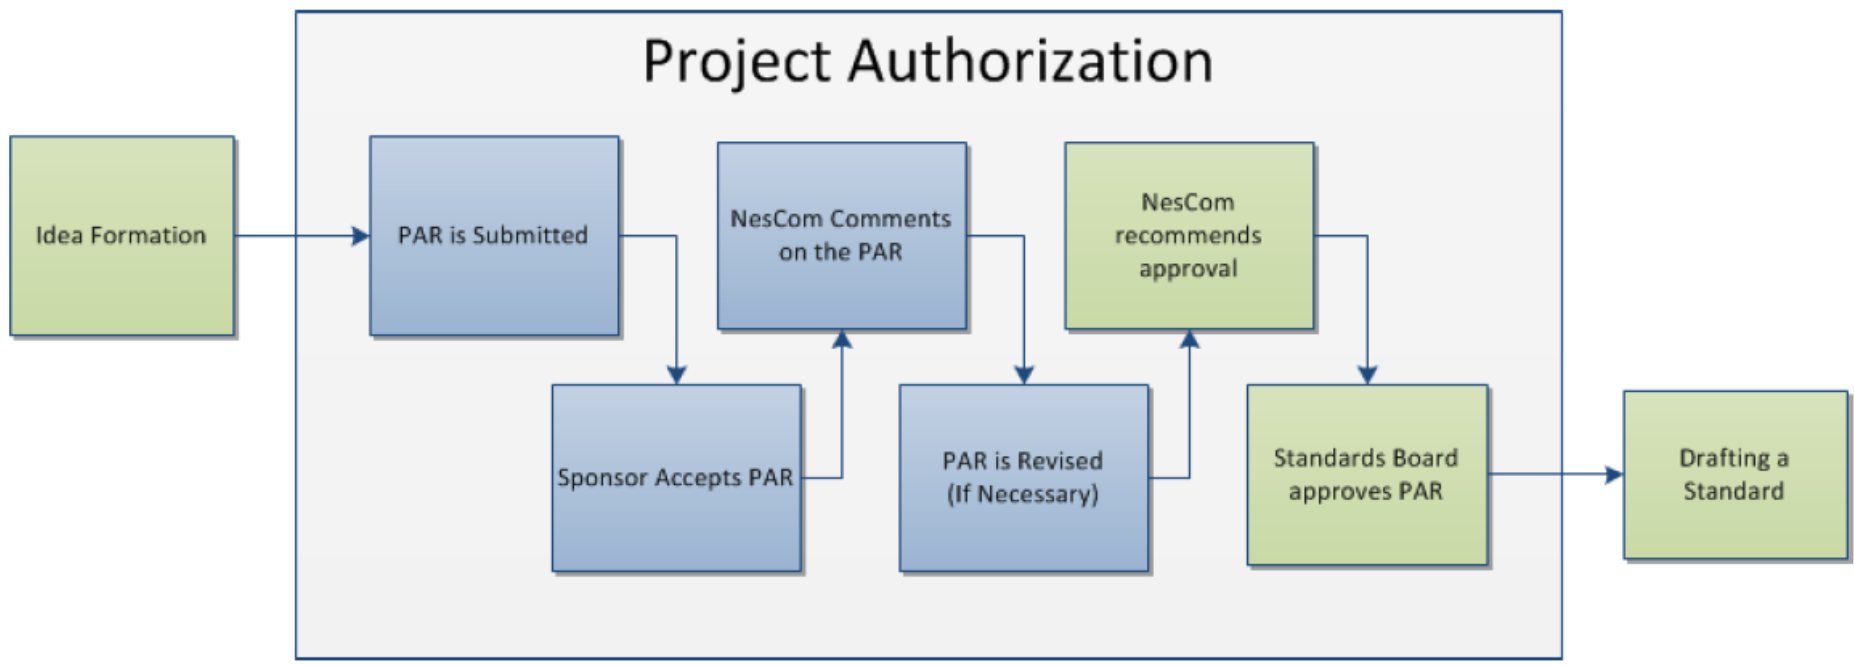 Project Authorization
Idea Formation
PAR is Submitted
Sponsor Accepts PAR
NesCom Comments
on the PAR
PAR is Revised
(If Necessary)
NesCom
recommends
approval
Standards Board
approves PAR
Drafting a
Standard